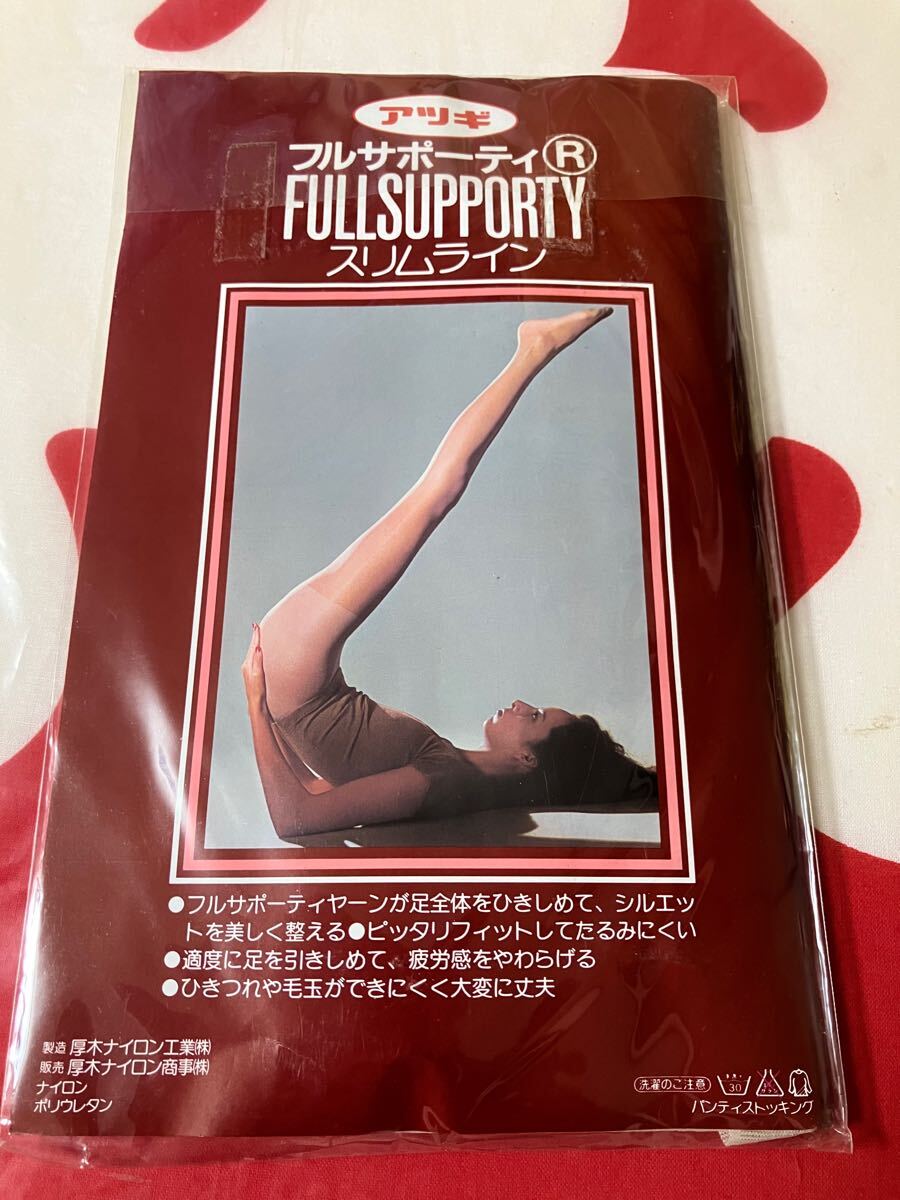 アツギ
フルサポーティ®
FULLSUPPORTY
スリムライン
●フルサポーティヤーンが足全体をひきしめて、シルエッ
トを美しく整える●ピッタリフィットしてたるみにくい
●適度に足を引きしめて、疲労感をやわらげる
●ひきつれや毛玉ができにくく大変に丈夫
製造 厚木ナイロン工業㈱
販売 厚木ナイロン商事㈱
ナイロン
ポリウレタン
洗濯のご注意 30
パンティストッキング